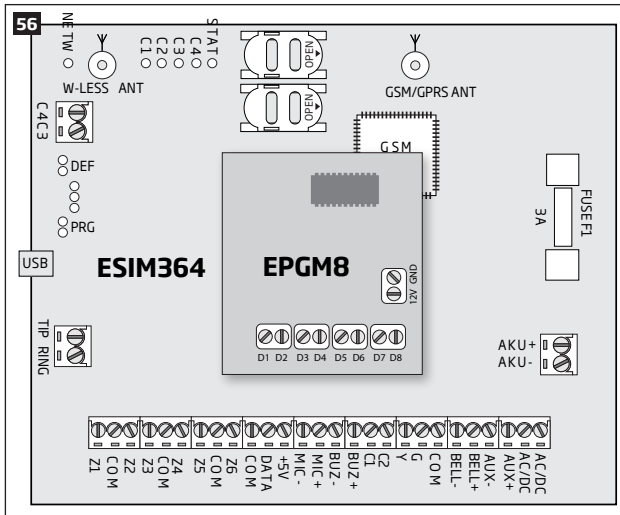 56
NETW
C1
C2
C3
C4
STAT
W-LESS ANT
OPEN
OPEN
GSM/GPRS ANT
C4 C3
GSM
DEF
PRG
FUSE F1
3A
USB
ESIM364
EPGM8
12V GND
D1 D2 D3 D4 D5 D6 D7 D8
TIP RING
AKU+
AKU-
Z1
COM
Z2
Z3
COM
Z4
Z5
COM
Z6
COM
DATA
+5V
MIC-
MIC+
BUZ-
BUZ+
C1
C2
Y
G
COM
BELL-
BELL+
AUX-
AUX+
AC/DC
AC/DC